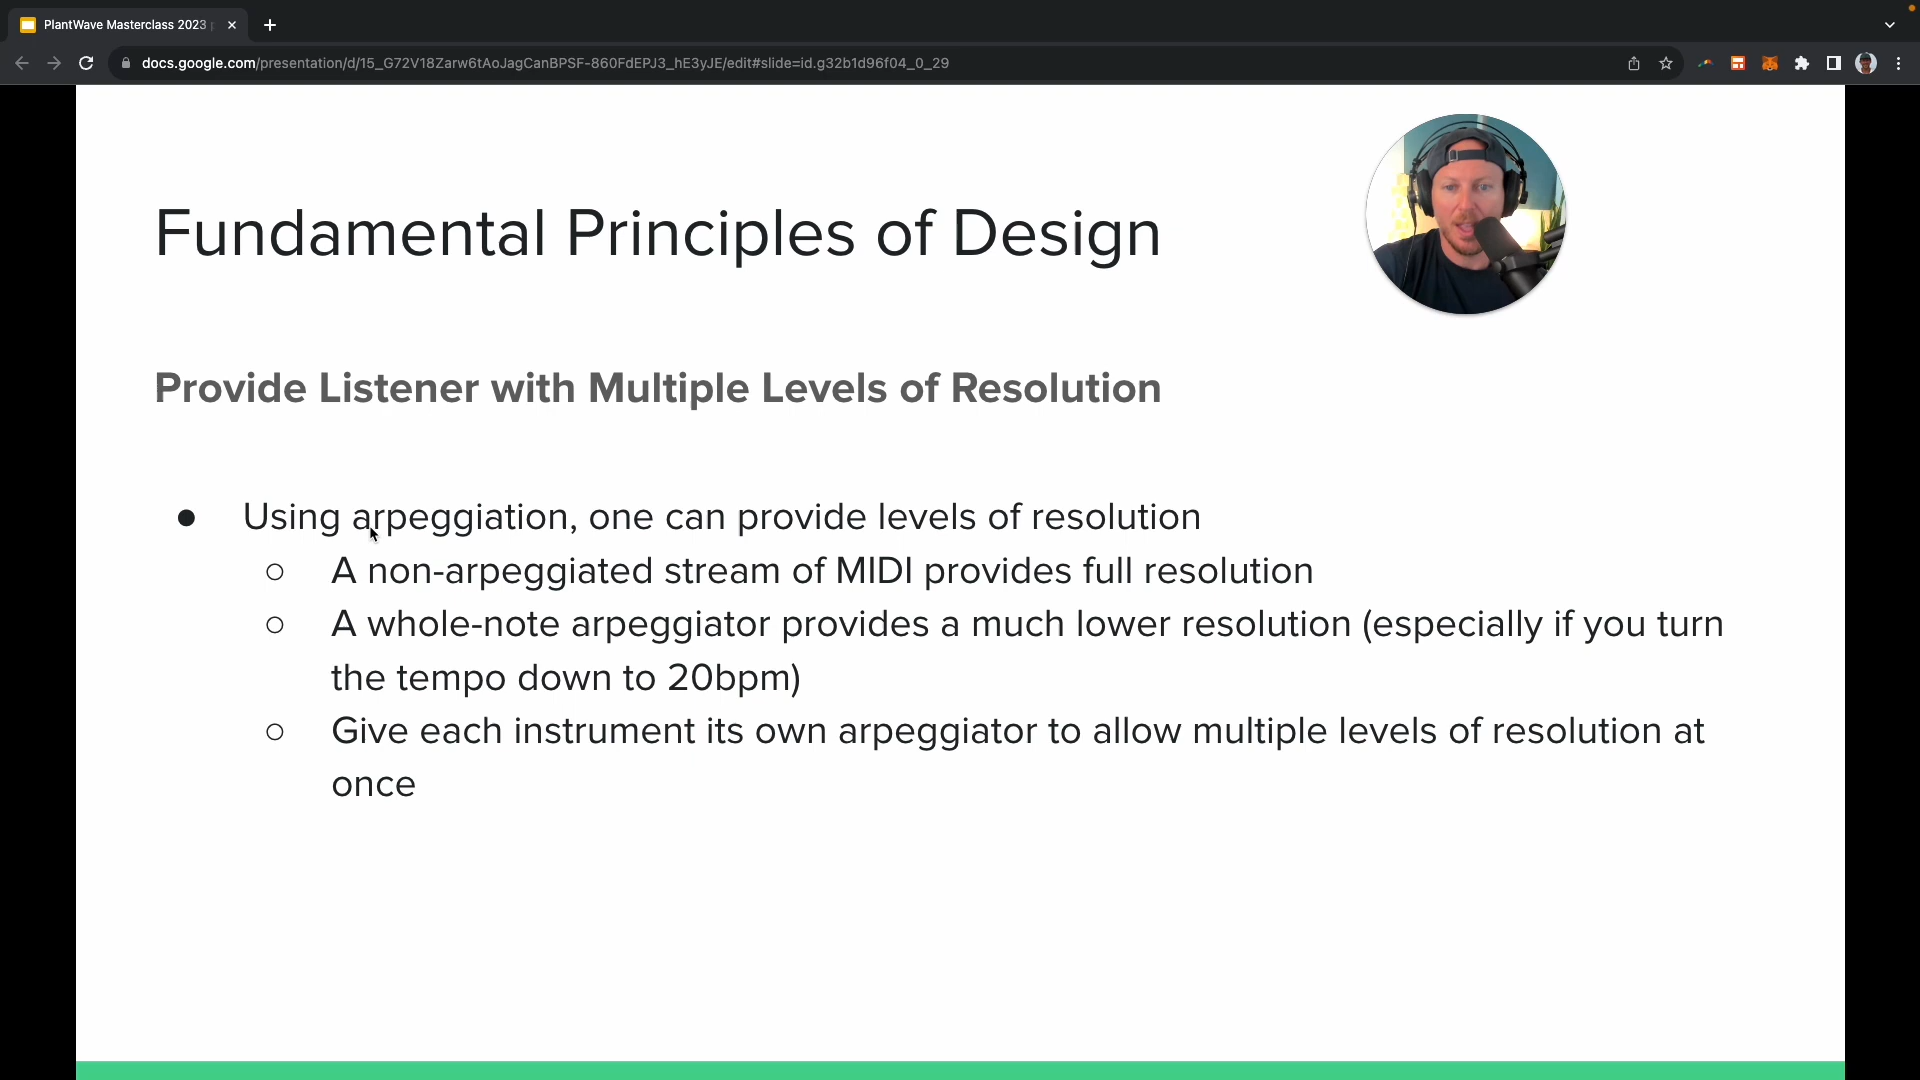 PlantWave Masterclass 2023
docs.google.com/presentation/d/15_G72V18Zarw6tAoJagCanBPSF-860FdEPJ3_hE3yJE/edit#slide=id.g32b1d96f04_0_29
Fundamental Principles of Design
Provide Listener with Multiple Levels of Resolution
● Using arpeggiation, one can provide levels of resolution
○ A non-arpeggiated stream of MIDI provides full resolution
○ A whole-note arpeggiator provides a much lower resolution (especially if you turn
the tempo down to 20bpm)
○ Give each instrument its own arpeggiator to allow multiple levels of resolution at
once